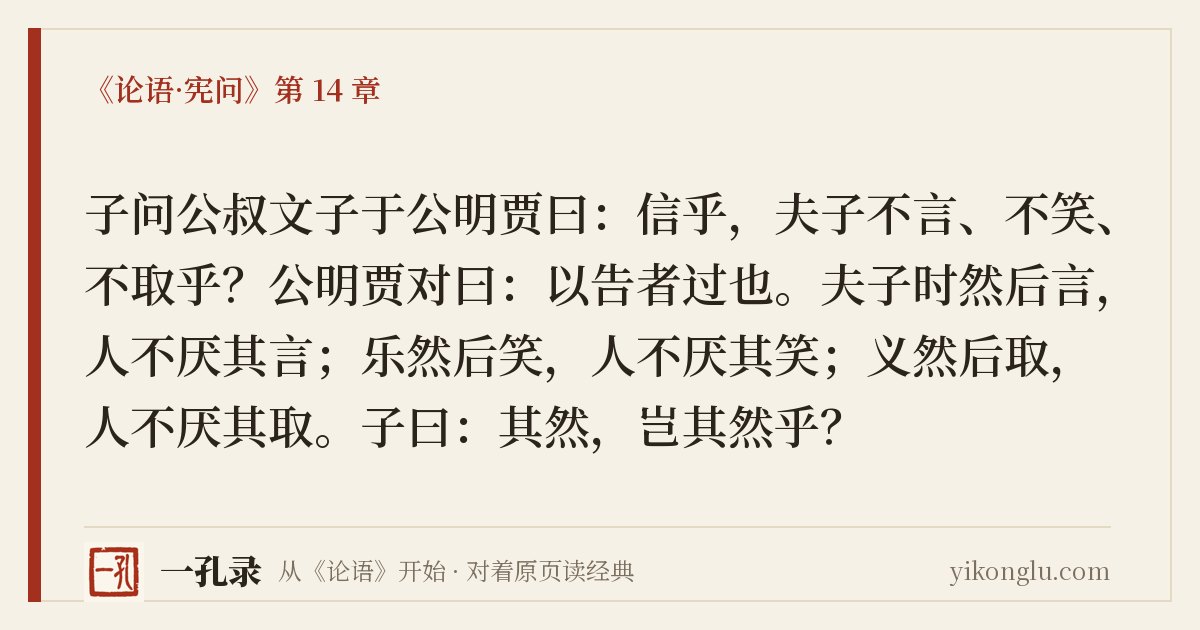 《论语·宪问》第 14 章
子问公叔文子于公明贾曰：信乎，夫子不言、不笑、
不取乎？公明贾对曰：以告者过也。夫子时然后言，
人不厌其言；乐然后笑，人不厌其笑；义然后取，
人不厌其取。子曰：其然，岂其然乎？
一孔
一孔录 从《论语》开始 · 对着原页读经典 yikonglu.com